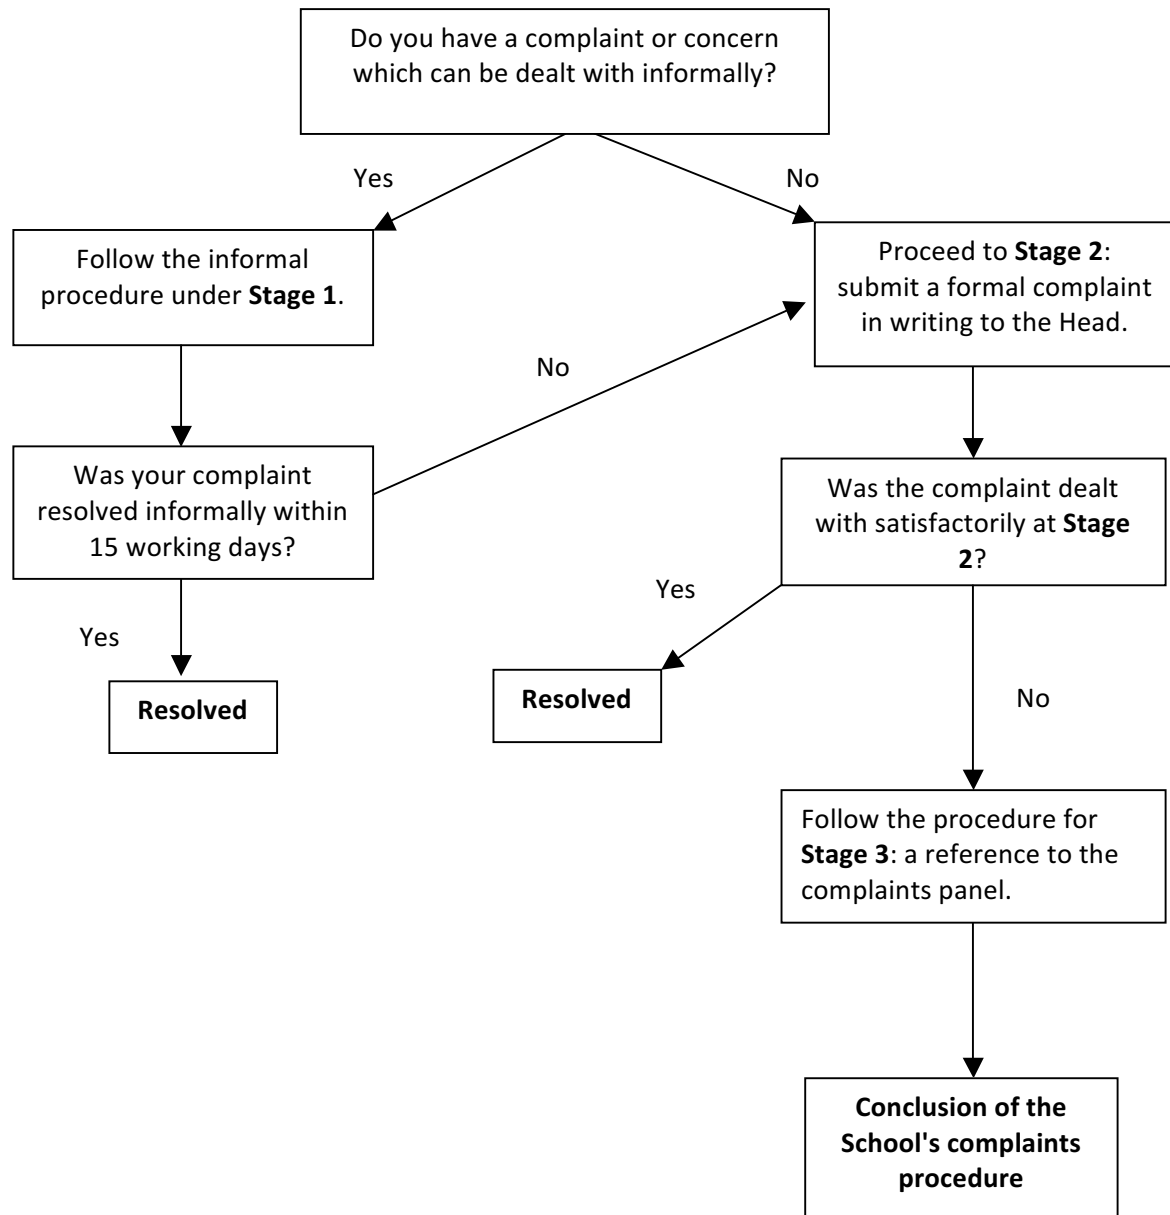 Do you have a complaint or concern
which can be dealt with informally?
Yes
No
Follow the informal
procedure under Stage 1.
Proceed to Stage 2:
submit a formal complaint
in writing to the Head.
No
Was your complaint
resolved informally within
15 working days?
Was the complaint dealt
with satisfactorily at Stage
2?
Yes
Yes
Resolved
Resolved
No
Follow the procedure for
Stage 3: a reference to the
complaints panel.
Conclusion of the
School's complaints
procedure